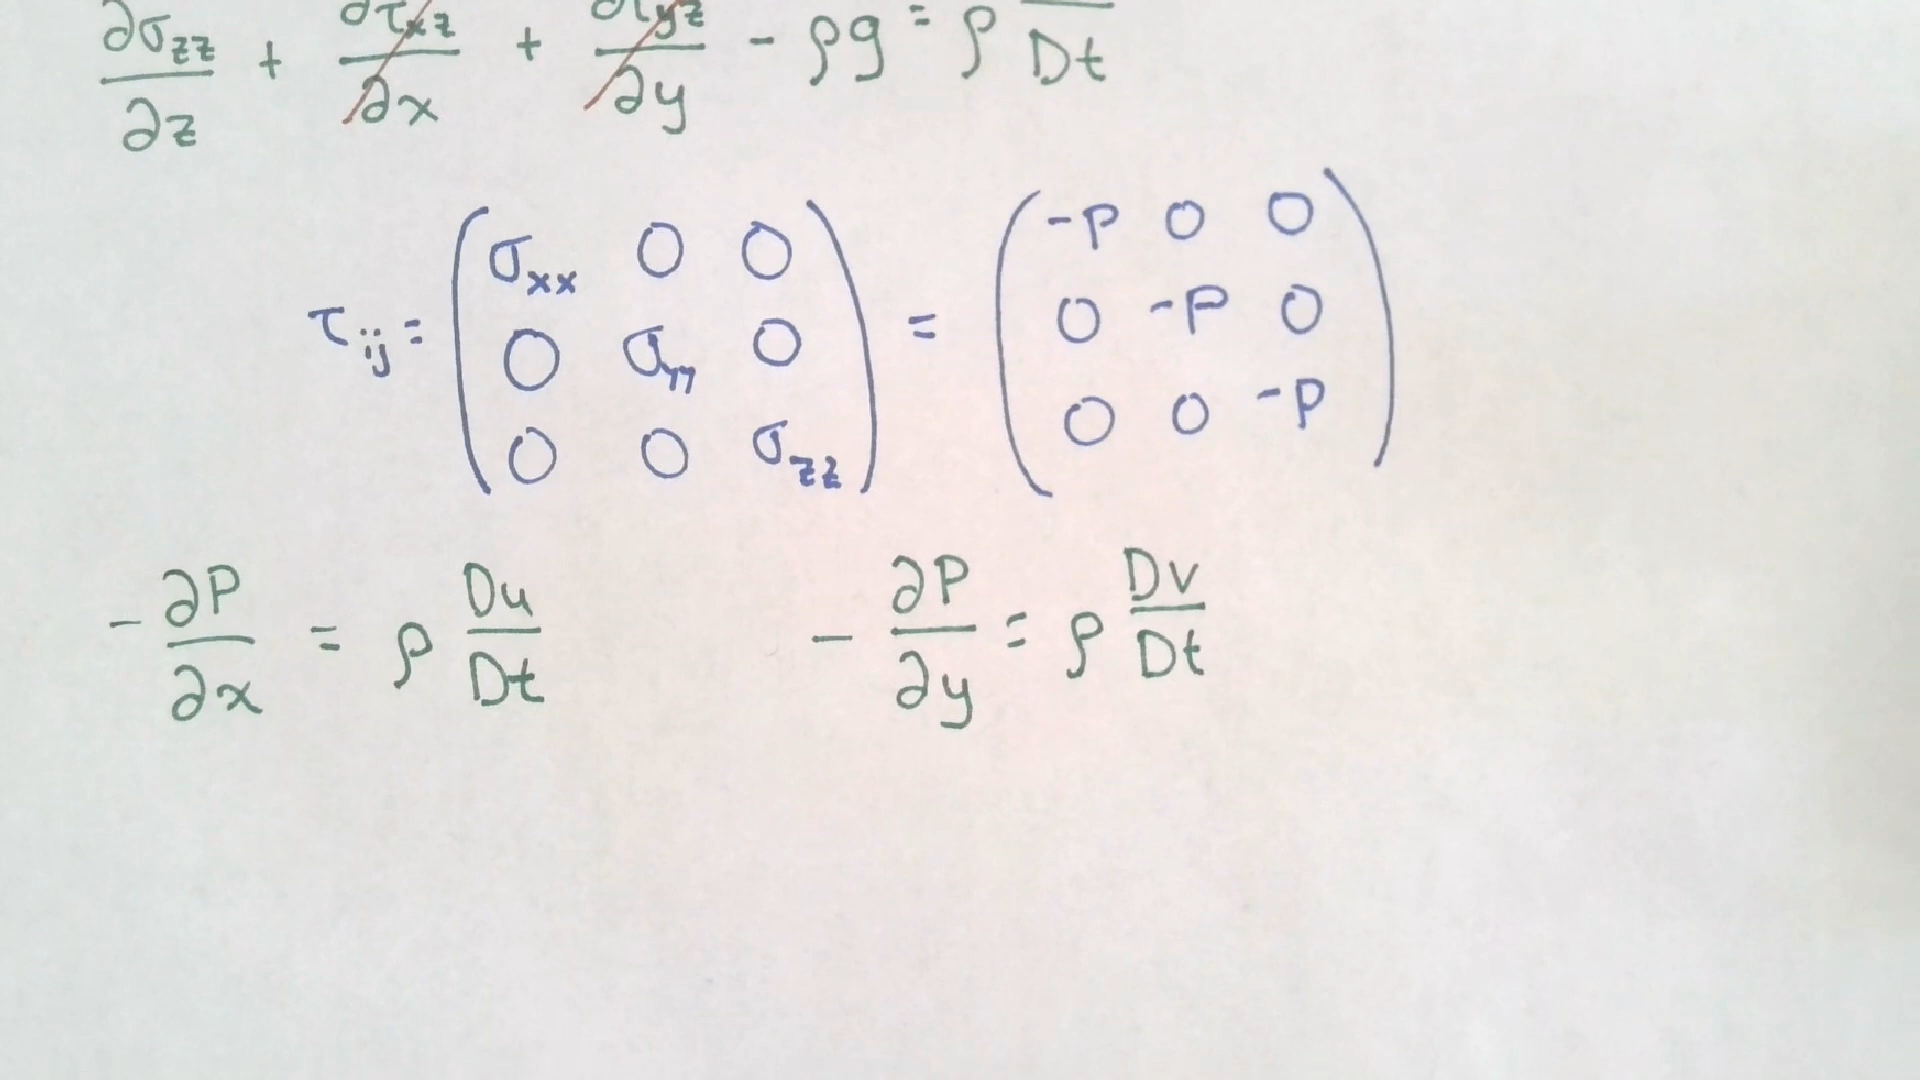 ∂σzz/∂z + ∂τxz/∂x + ∂τyz/∂y - ρg = ρ /Dt
τij = (σxx 0 0; 0 σyy 0; 0 0 σzz) = (-P 0 0; 0 -P 0; 0 0 -P)
-∂P/∂x = ρ Du/Dt    -∂P/∂y = ρ Dv/Dt